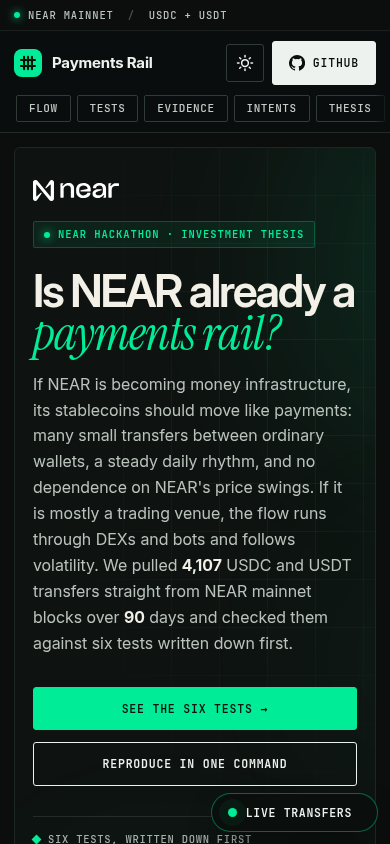 NEAR MAINNET / USDC + USDT
Payments Rail
GITHUB
FLOW TESTS EVIDENCE INTENTS THESIS
near
NEAR HACKATHON · INVESTMENT THESIS
Is NEAR already a
payments rail?
If NEAR is becoming money infrastructure,
its stablecoins should move like payments:
many small transfers between ordinary
wallets, a steady daily rhythm, and no
dependence on NEAR's price swings. If it
is mostly a trading venue, the flow runs
through DEXs and bots and follows
volatility. We pulled 4,107 USDC and USDT
transfers straight from NEAR mainnet
blocks over 90 days and checked them
against six tests written down first.
SEE THE SIX TESTS →
REPRODUCE IN ONE COMMAND
LIVE TRANSFERS
SIX TESTS, WRITTEN DOWN FIRST